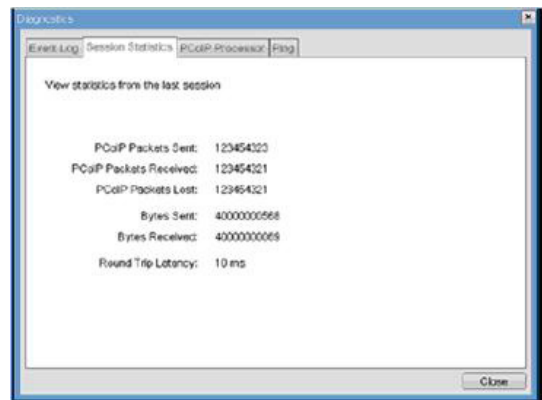 Diagnostics
Event Log Session Statistics PCoIP Processor Ping
View statistics from the last session
PCoIP Packets Sent: 123454323
PCoIP Packets Received: 123454321
PCoIP Packets Lost: 123454321
Bytes Sent: 40000000568
Bytes Received: 40000000069
Round Trip Latency: 10 ms
Close